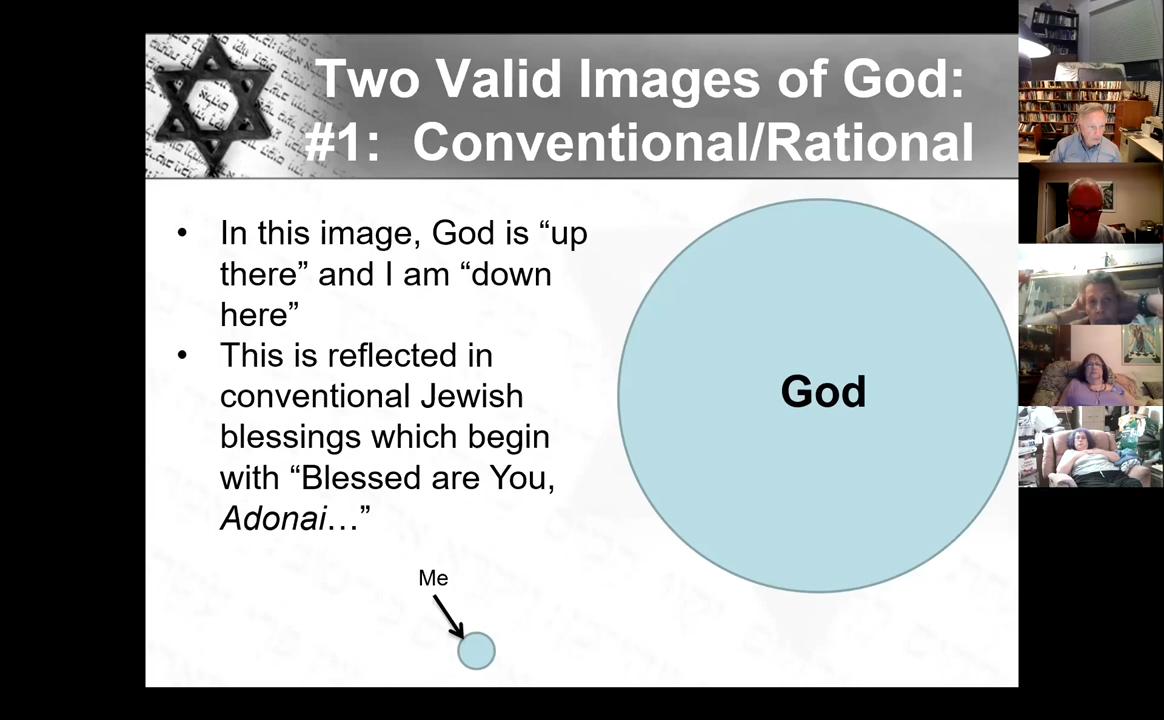 Two Valid Images of God:
#1: Conventional/Rational
• In this image, God is “up
there” and I am “down
here”
• This is reflected in
conventional Jewish
blessings which begin
with “Blessed are You,
Adonai…”
God
Me